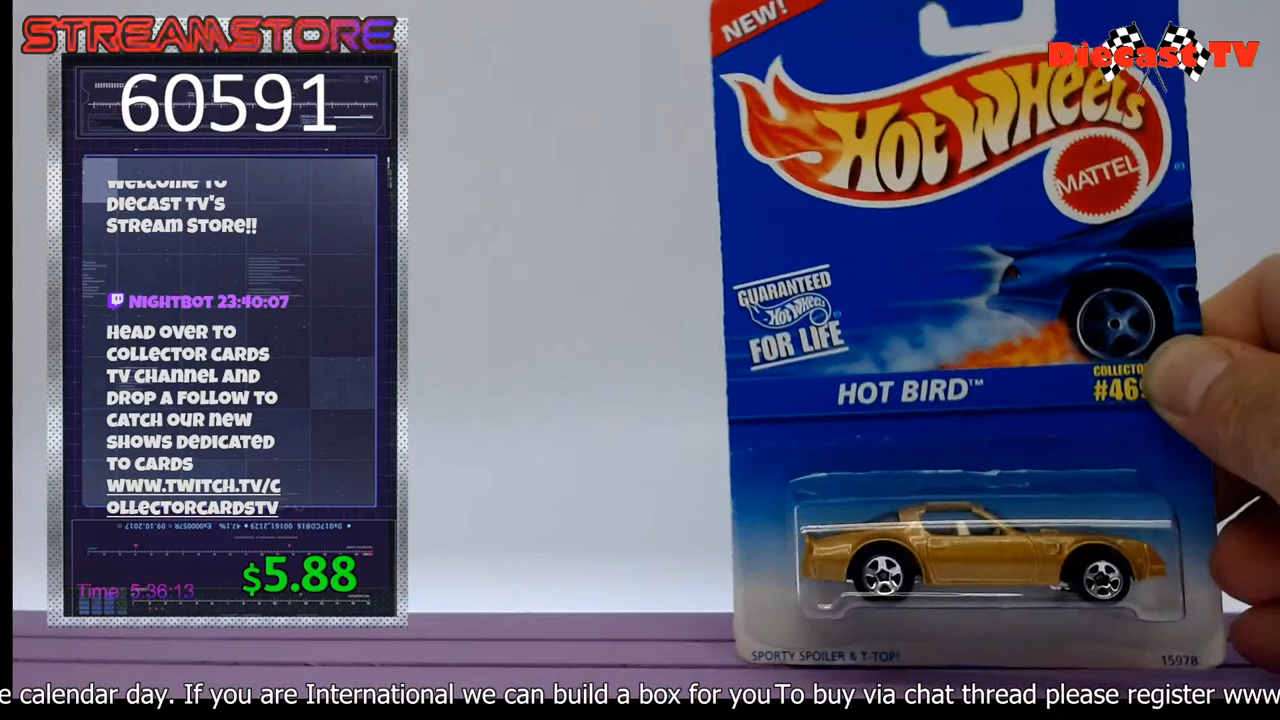 STREAMSTORE
60591
WELCOME TO
DIECAST TV'S
STREAM STORE!!
NIGHTBOT 23:40:07
HEAD OVER TO
COLLECTOR CARDS
TV CHANNEL AND
DROP A FOLLOW TO
CATCH OUR NEW
SHOWS DEDICATED
TO CARDS
WWW.TWITCH.TV/C
OLLECTORCARDSTV
Time: 5:36:13
$5.88
NEW!
Diecast TV
HOT WHEELS
MATTEL
GUARANTEED
Hot Wheels
FOR LIFE
HOT BIRD™
COLLECTO
#469
SPORTY SPOILER & T-TOP!
15978
e calendar day. If you are International we can build a box for you To buy via chat thread please register www